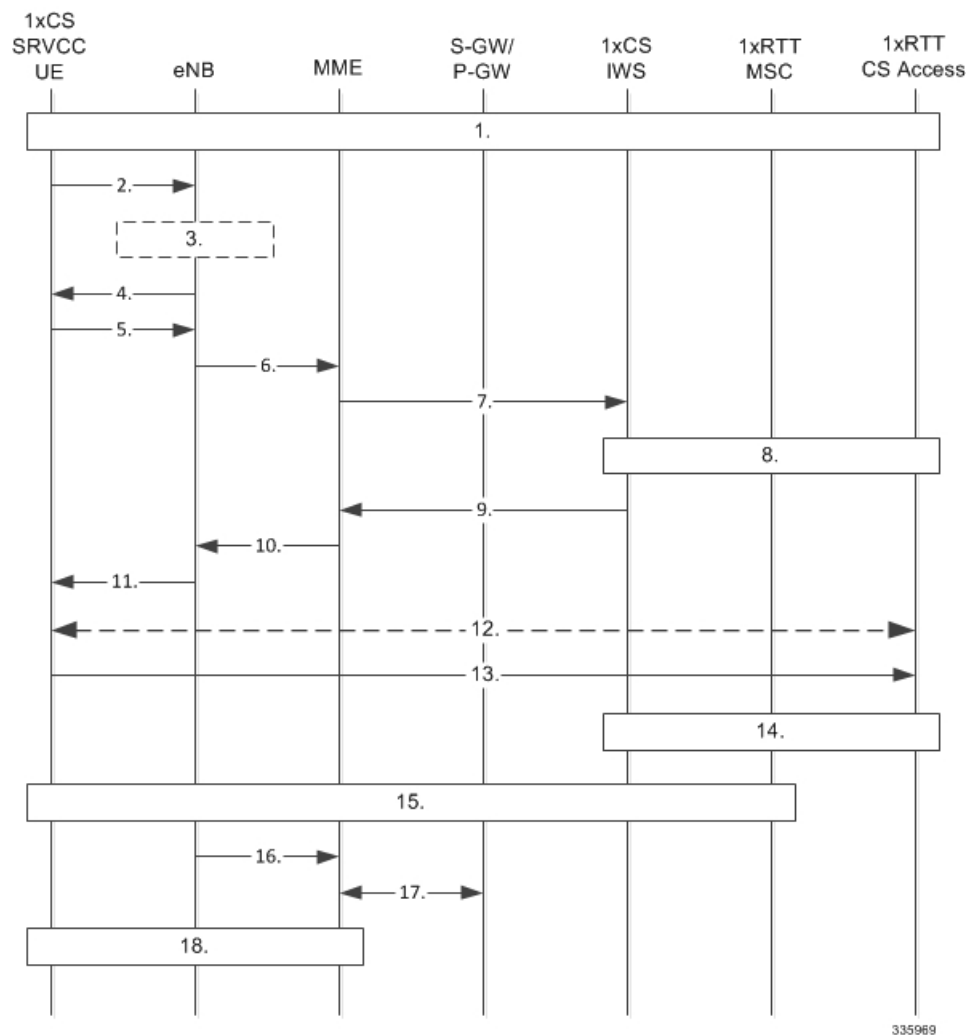 1xCS
SRVCC
UE
eNB
MME
S-GW/
P-GW
1xCS
IWS
1xRTT
MSC
1xRTT
CS Access
1.
2.
3.
4.
5.
6.
7.
8.
9.
10.
11.
12.
13.
14.
15.
16.
17.
18.
335969